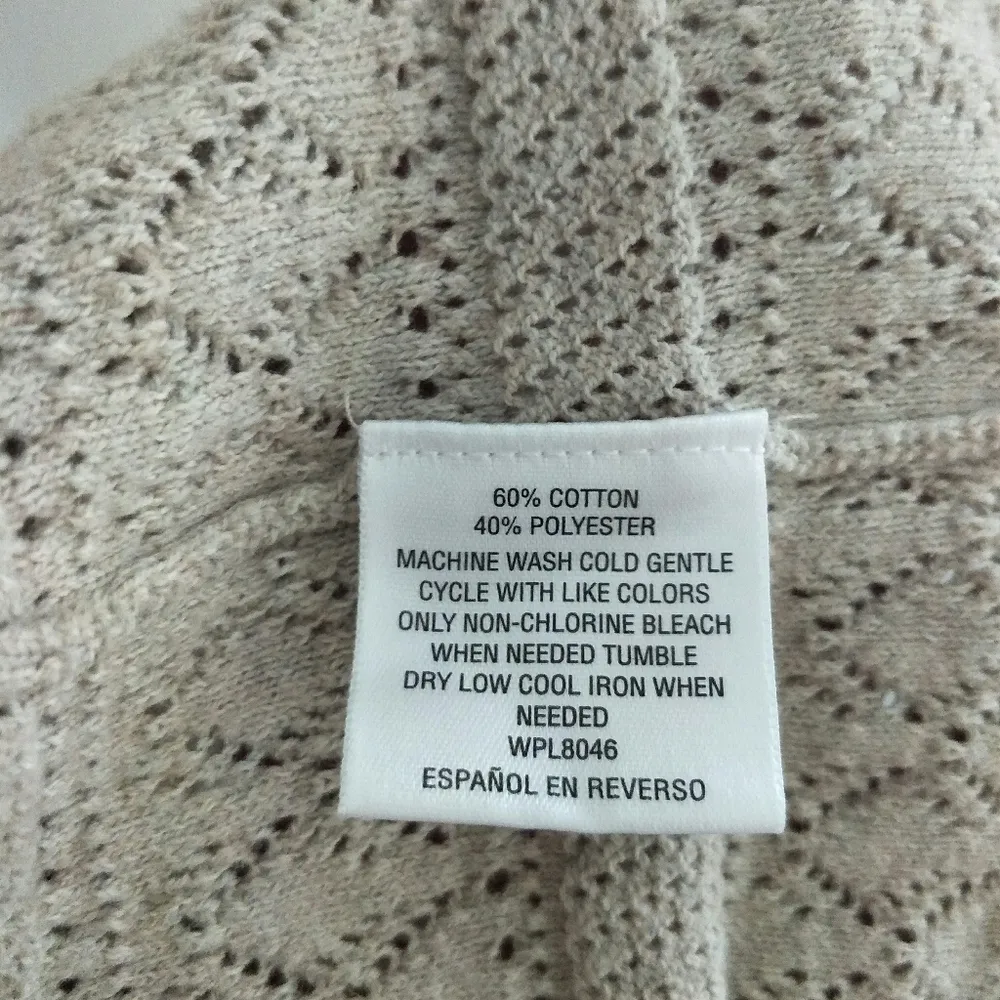 60% COTTON
40% POLYESTER
MACHINE WASH COLD GENTLE
CYCLE WITH LIKE COLORS
ONLY NON-CHLORINE BLEACH
WHEN NEEDED TUMBLE
DRY LOW COOL IRON WHEN
NEEDED
WPL8046
ESPAÑOL EN REVERSO